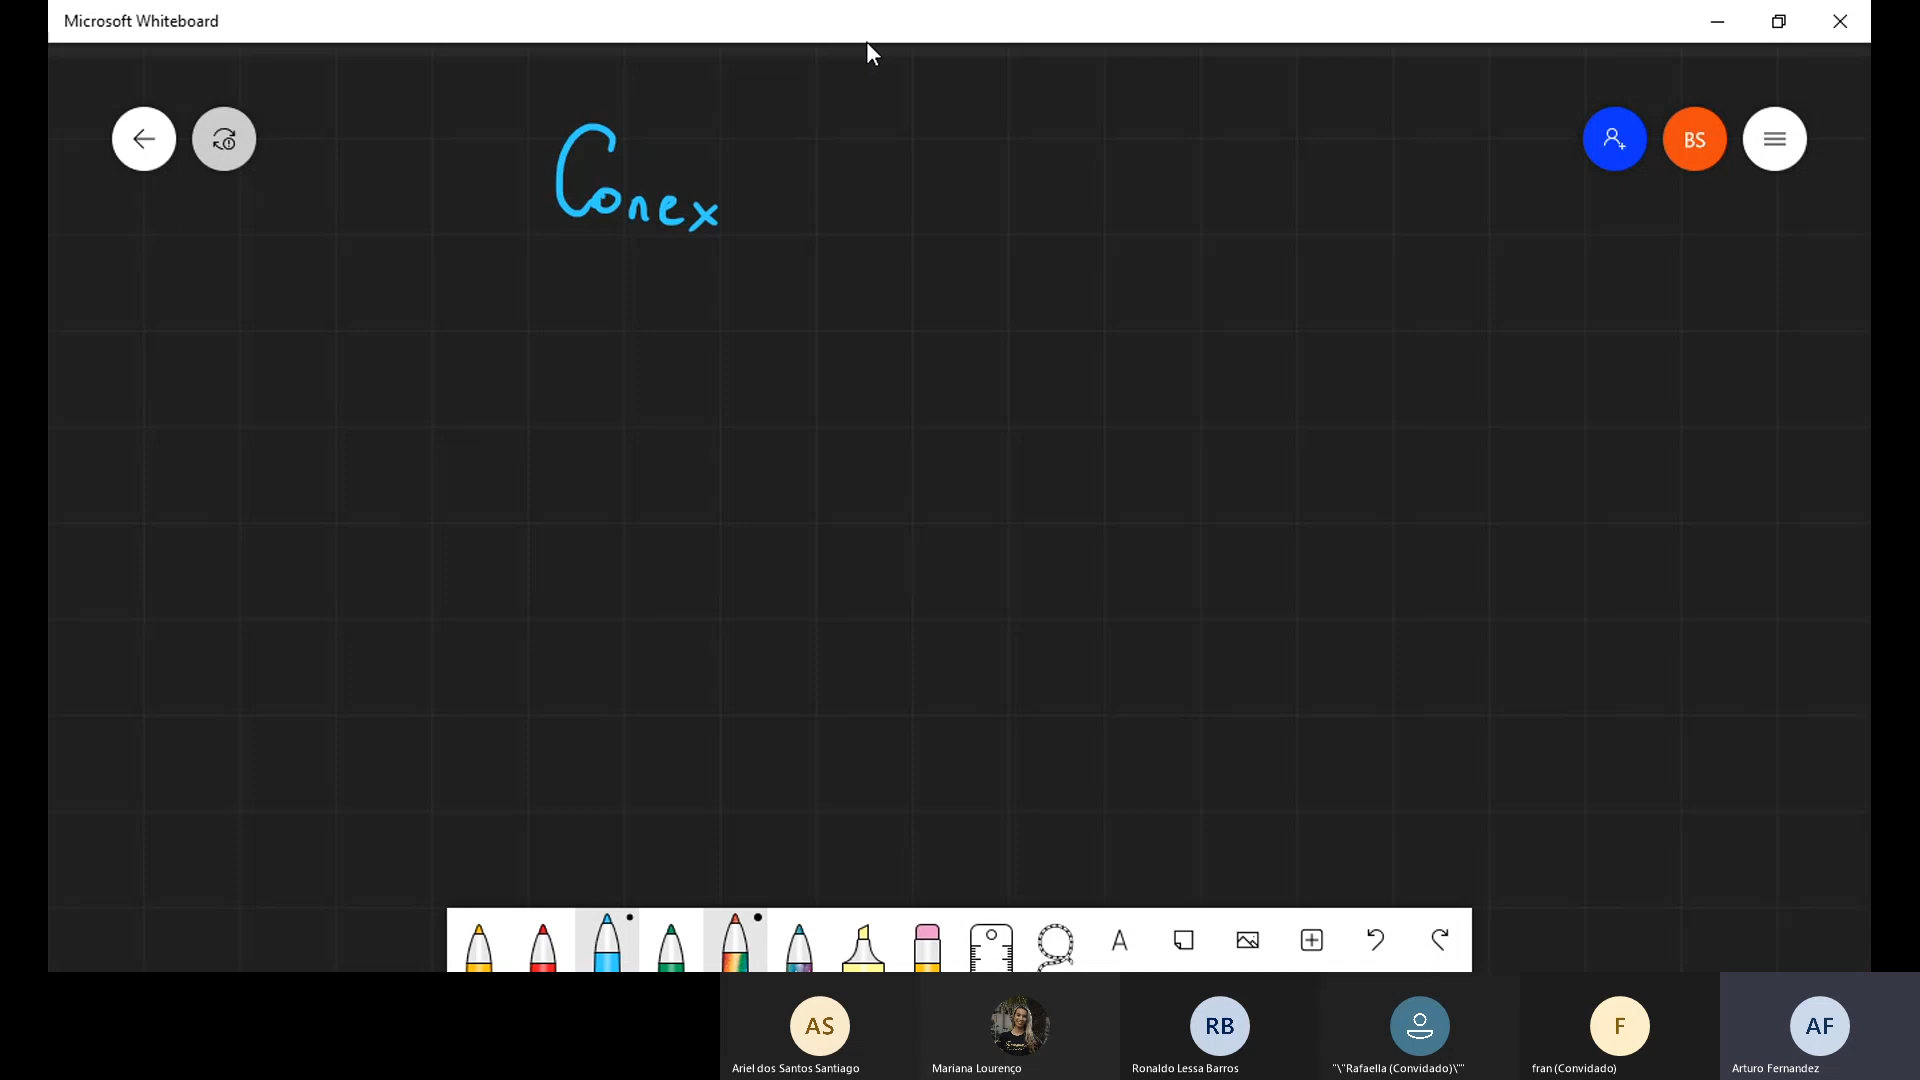 Microsoft Whiteboard
BS
Conex
A
AS
RB
F
AF
Ariel dos Santos Santiago
Mariana Lourenço
Ronaldo Lessa Barros
"\"Rafaella (Convidado)\""
fran (Convidado)
Arturo Fernandez